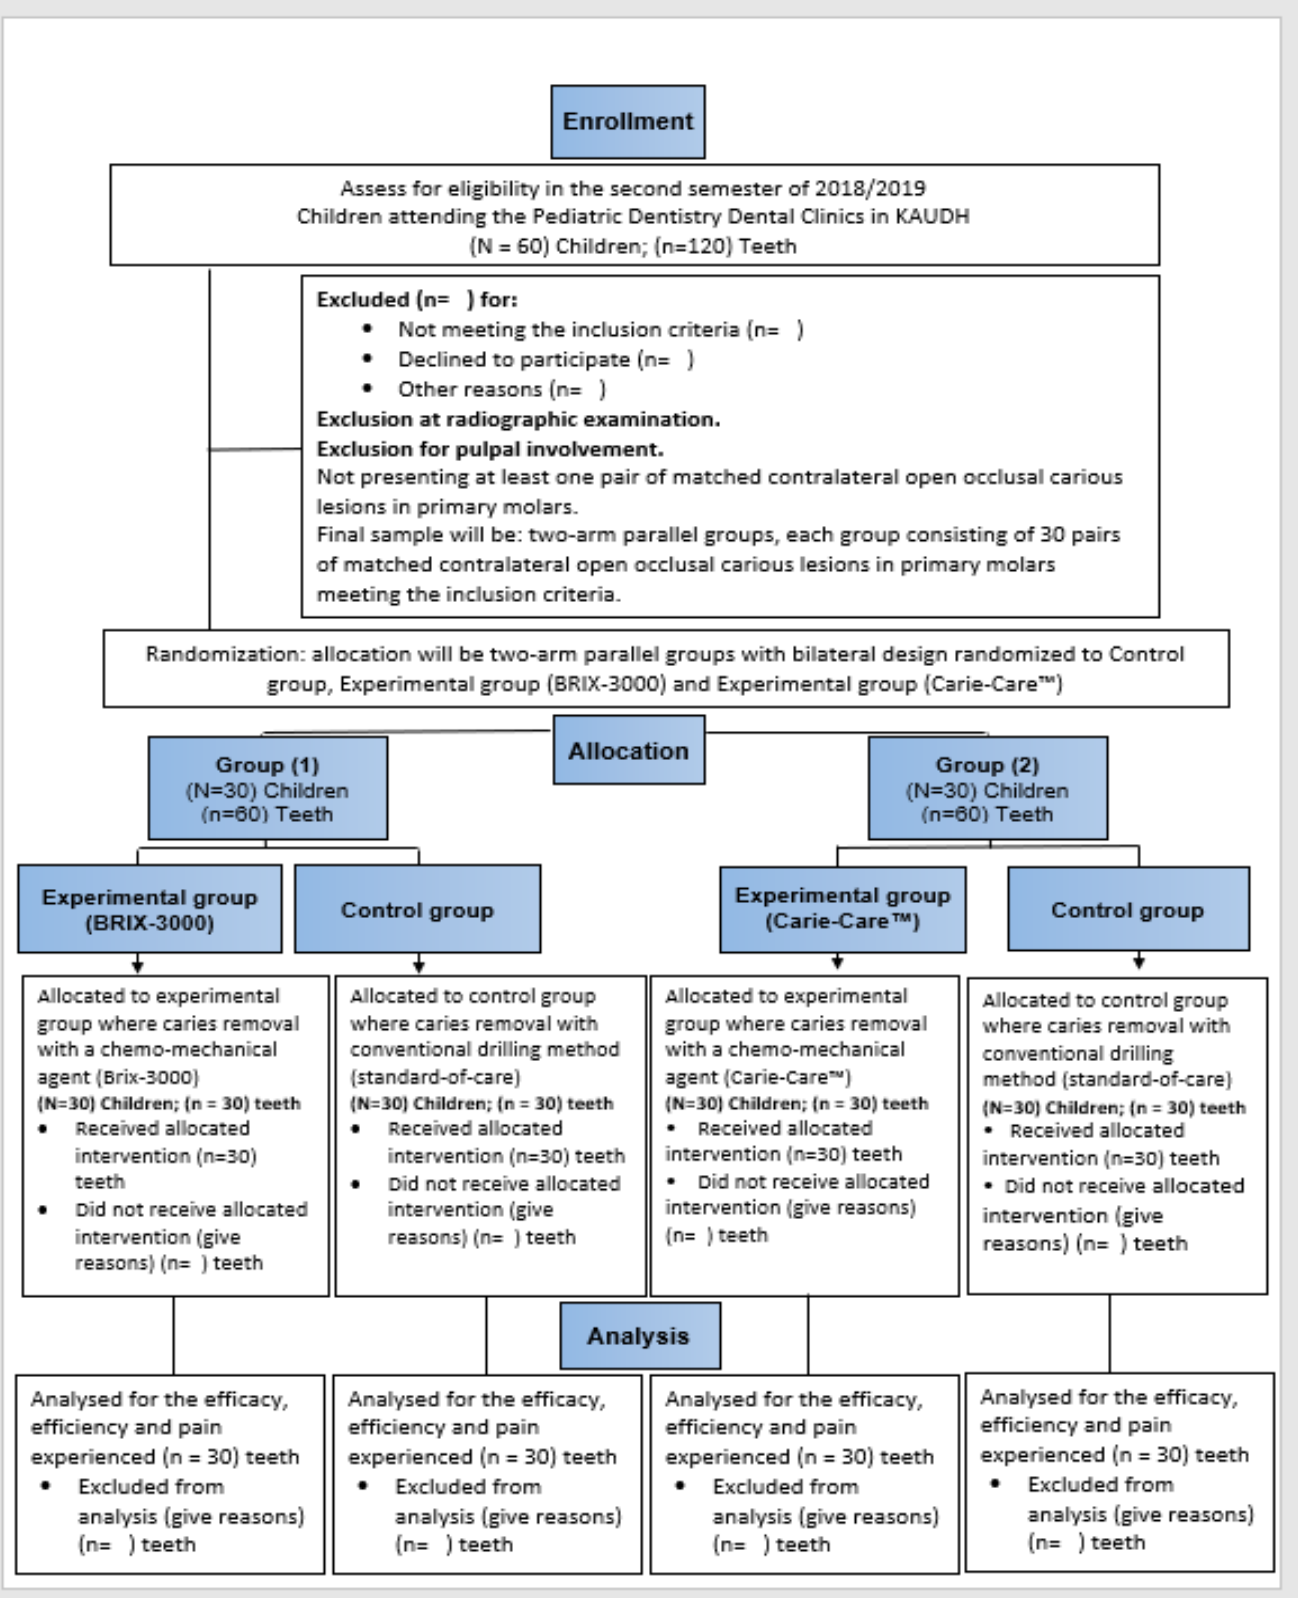 Enrollment
Assess for eligibility in the second semester of 2018/2019
Children attending the Pediatric Dentistry Dental Clinics in KAUDH
(N = 60) Children; (n=120) Teeth
Excluded (n=   ) for:
• Not meeting the inclusion criteria (n=   )
• Declined to participate (n=   )
• Other reasons (n=   )
Exclusion at radiographic examination.
Exclusion for pulpal involvement.
Not presenting at least one pair of matched contralateral open occlusal carious
lesions in primary molars.
Final sample will be: two-arm parallel groups, each group consisting of 30 pairs
of matched contralateral open occlusal carious lesions in primary molars
meeting the inclusion criteria.
Randomization: allocation will be two-arm parallel groups with bilateral design randomized to Control
group, Experimental group (BRIX-3000) and Experimental group (Carie-Care™)
Allocation
Group (1)
(N=30) Children
(n=60) Teeth
Group (2)
(N=30) Children
(n=60) Teeth
Experimental group
(BRIX-3000)
Control group
Experimental group
(Carie-Care™)
Control group
Allocated to experimental
group where caries removal
with a chemo-mechanical
agent (Brix-3000)
(N=30) Children; (n = 30) teeth
• Received allocated
intervention (n=30)
teeth
• Did not receive allocated
intervention (give
reasons) (n=  ) teeth
Allocated to control group
where caries removal with
conventional drilling method
(standard-of-care)
(N=30) Children; (n = 30) teeth
• Received allocated
intervention (n=30) teeth
• Did not receive allocated
intervention (give
reasons) (n=  ) teeth
Allocated to experimental
group where caries removal
with a chemo-mechanical
agent (Carie-Care™)
(N=30) Children; (n = 30) teeth
• Received allocated
intervention (n=30) teeth
• Did not receive allocated
intervention (give reasons)
(n=  ) teeth
Allocated to control group
where caries removal with
conventional drilling
method (standard-of-care)
(N=30) Children; (n = 30) teeth
• Received allocated
intervention (n=30) teeth
• Did not receive allocated
intervention (give
reasons) (n=  ) teeth
Analysis
Analysed for the efficacy,
efficiency and pain
experienced (n = 30) teeth
• Excluded from
analysis (give reasons)
(n=   ) teeth
Analysed for the efficacy,
efficiency and pain
experienced (n = 30) teeth
• Excluded from
analysis (give reasons)
(n=   ) teeth
Analysed for the efficacy,
efficiency and pain
experienced (n = 30) teeth
• Excluded from
analysis (give reasons)
(n=   ) teeth
Analysed for the efficacy,
efficiency and pain
experienced (n = 30) teeth
• Excluded from
analysis (give reasons)
(n=   ) teeth